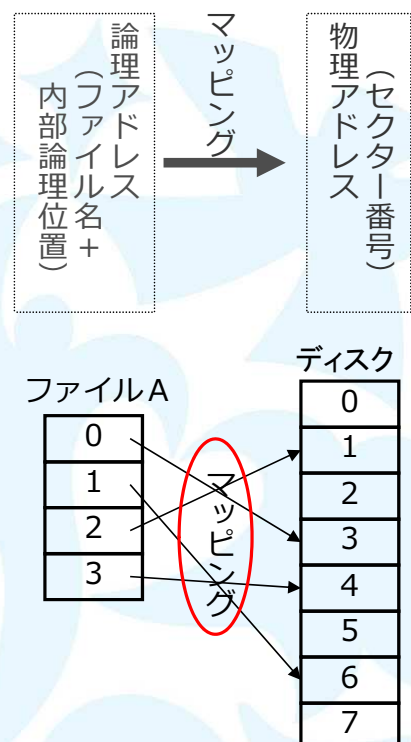 論理アドレス
(ファイル名+
内部論理位置)
マッピング
物理アドレス
(セクター番号)
ファイルA
0
1
2
3
マッピング
ディスク
0
1
2
3
4
5
6
7